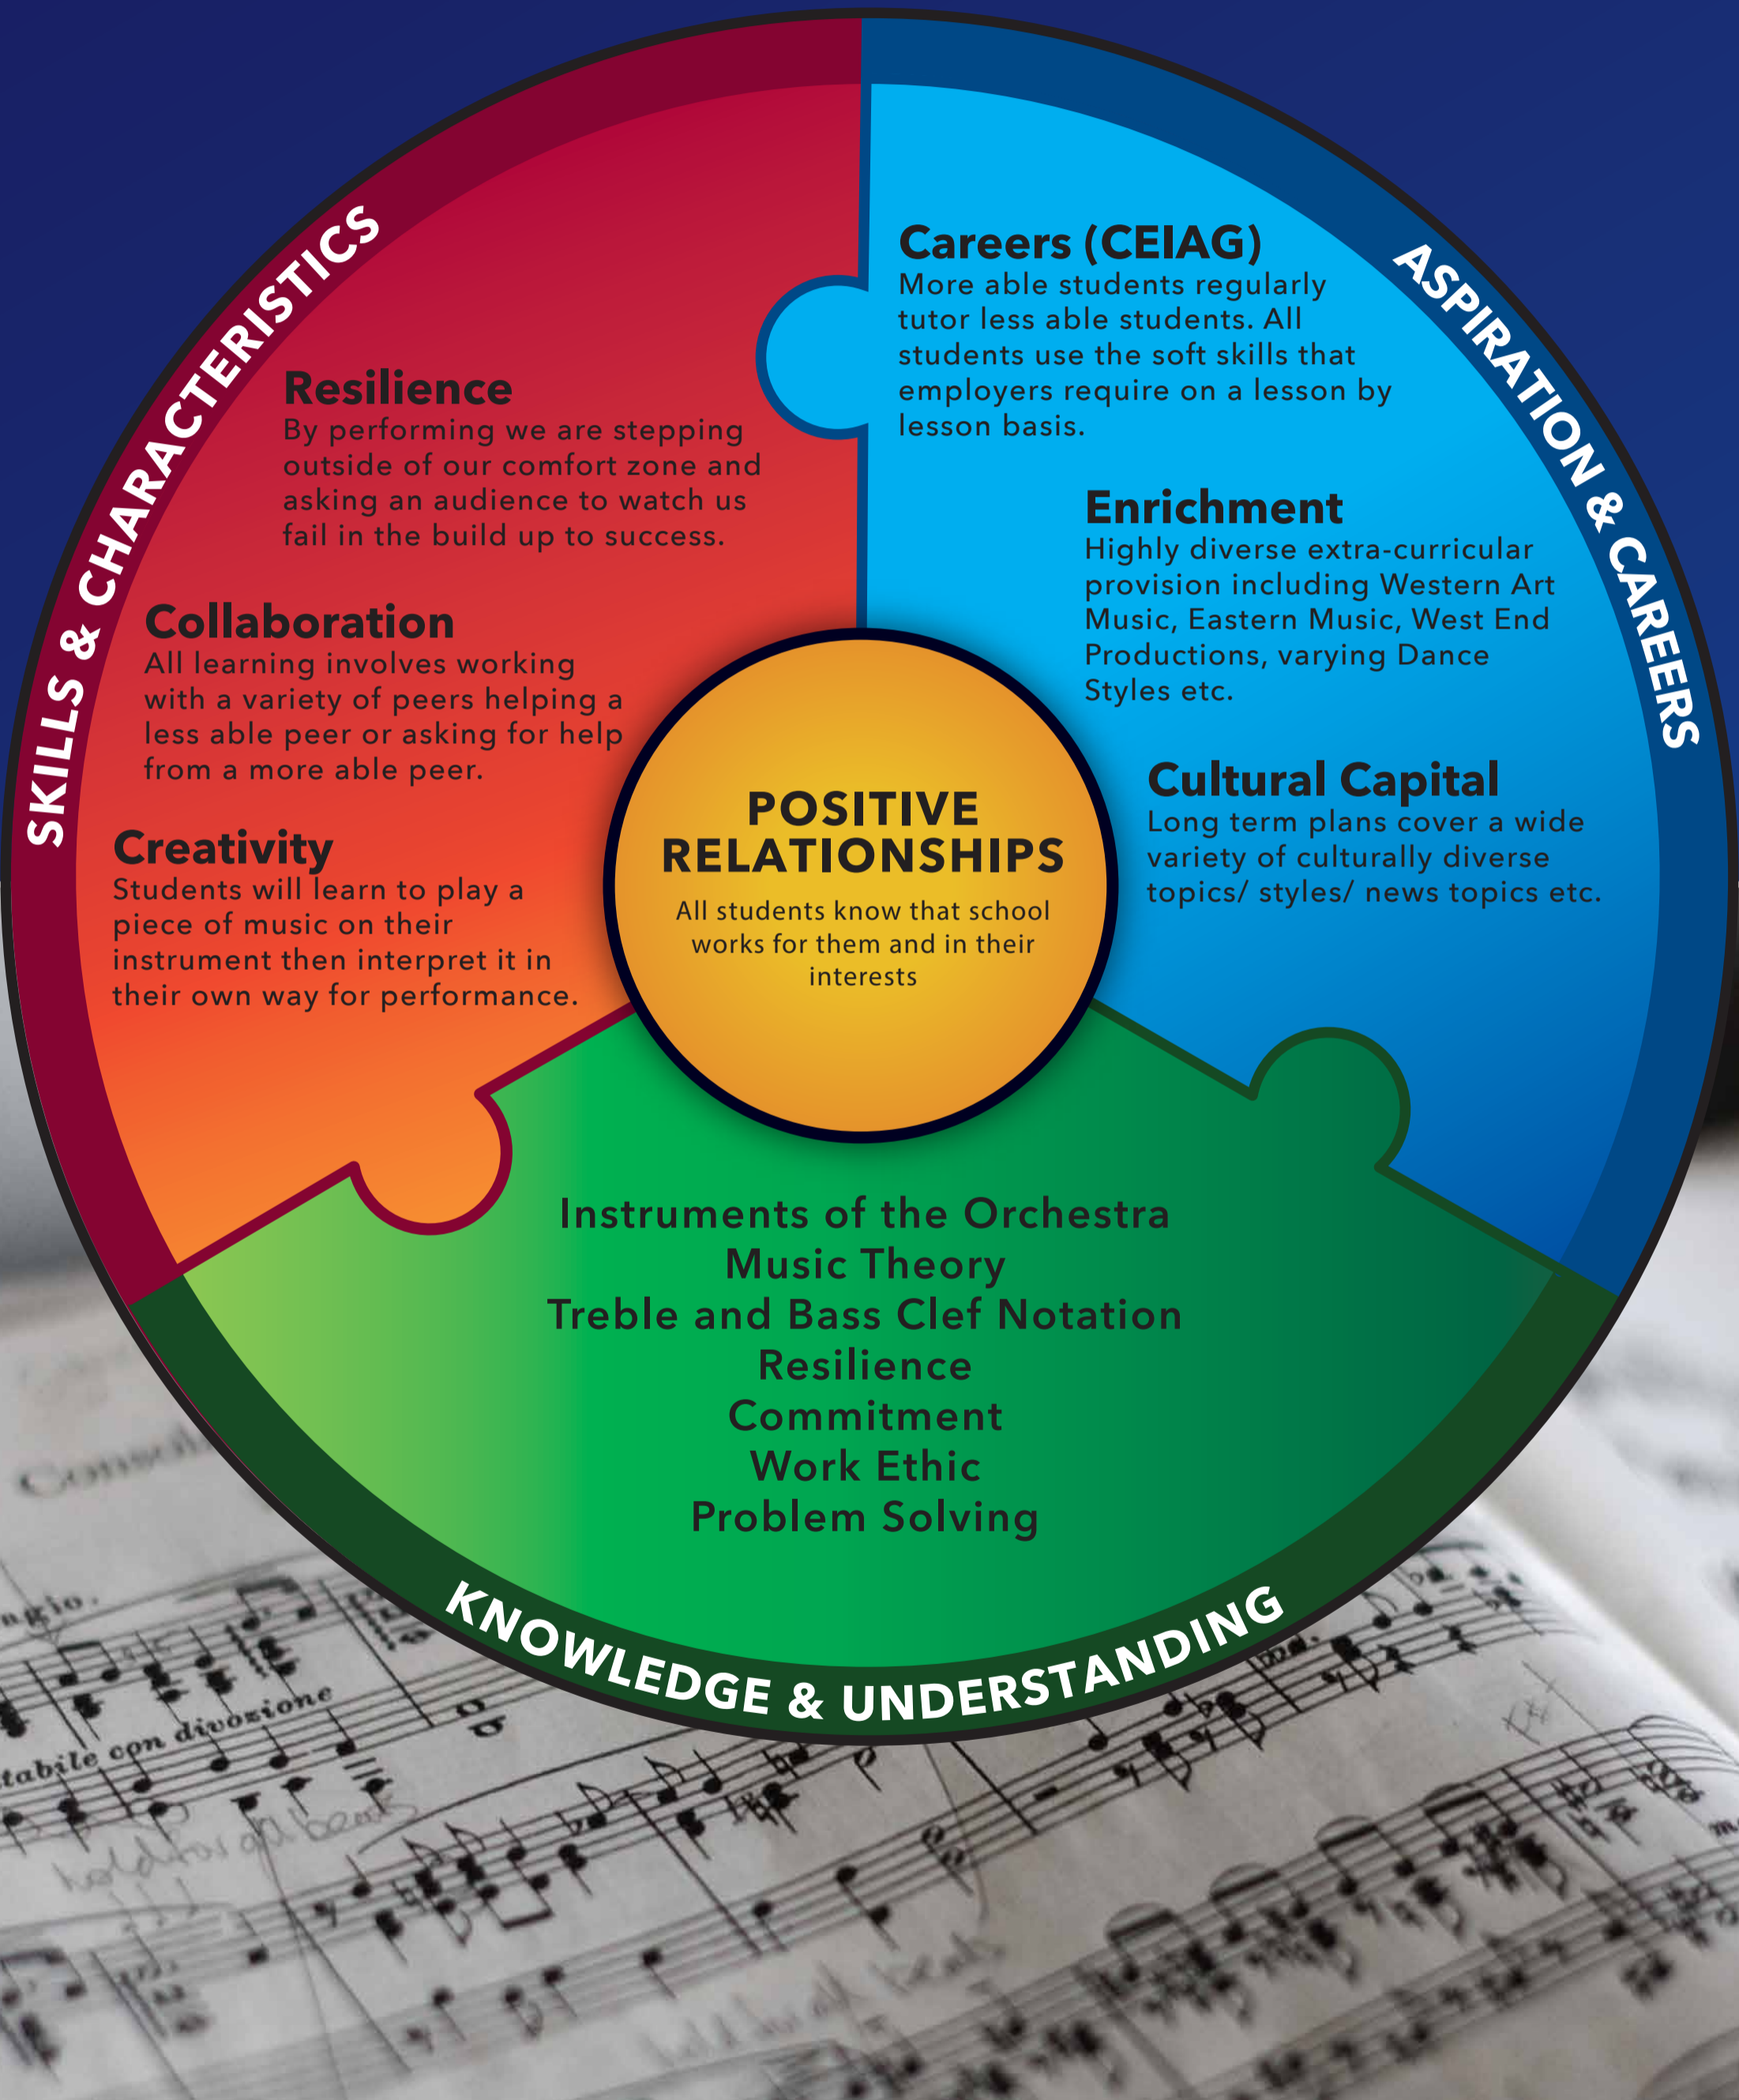 SKILLS & CHARACTERISTICS
Resilience
By performing we are stepping
outside of our comfort zone and
asking an audience to watch us
fail in the build up to success.
Collaboration
All learning involves working
with a variety of peers helping a
less able peer or asking for help
from a more able peer.
Creativity
Students will learn to play a
piece of music on their
instrument then interpret it in
their own way for performance.
ASPIRATION & CAREERS
Careers (CEIAG)
More able students regularly
tutor less able students. All
students use the soft skills that
employers require on a lesson by
lesson basis.
Enrichment
Highly diverse extra-curricular
provision including Western Art
Music, Eastern Music, West End
Productions, varying Dance
Styles etc.
Cultural Capital
Long term plans cover a wide
variety of culturally diverse
topics/ styles/ news topics etc.
POSITIVE
RELATIONSHIPS
All students know that school
works for them and in their
interests
Instruments of the Orchestra
Music Theory
Treble and Bass Clef Notation
Resilience
Commitment
Work Ethic
Problem Solving
KNOWLEDGE & UNDERSTANDING
con divozione